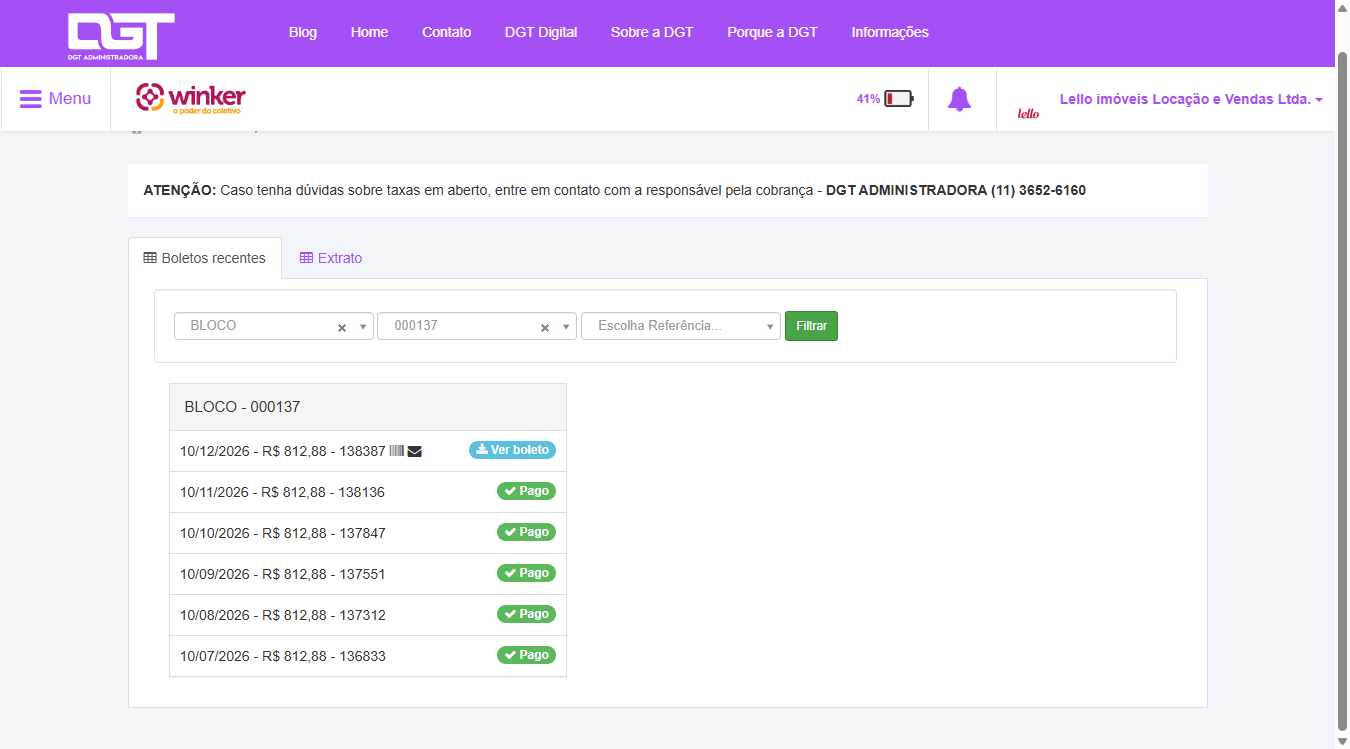 DGT
DGT ADMINISTRADORA
Blog Home Contato DGT Digital Sobre a DGT Porque a DGT Informações
Menu
winker
o poder do coletivo
41%
lello
Lello imóveis Locação e Vendas Ltda.
ATENÇÃO: Caso tenha dúvidas sobre taxas em aberto, entre em contato com a responsável pela cobrança - DGT ADMINISTRADORA (11) 3652-6160
Boletos recentes Extrato
BLOCO × 000137 × Escolha Referência... Filtrar
BLOCO - 000137
10/12/2026 - R$ 812,88 - 138387 Ver boleto
10/11/2026 - R$ 812,88 - 138136 Pago
10/10/2026 - R$ 812,88 - 137847 Pago
10/09/2026 - R$ 812,88 - 137551 Pago
10/08/2026 - R$ 812,88 - 137312 Pago
10/07/2026 - R$ 812,88 - 136833 Pago